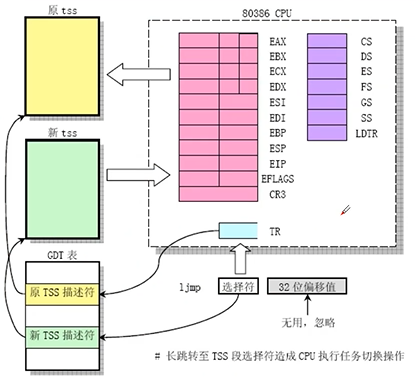 80386 CPU
原 tss
新 tss
EAX
EBX
ECX
EDX
ESI
EDI
EBP
ESP
EIP
EFLAGS
CR3
CS
DS
ES
FS
GS
SS
LDTR
TR
GDT 表
原 TSS 描述符
新 TSS 描述符
ljmp 选择符 32 位偏移值
无用，忽略
# 长跳转至 TSS 段选择符造成 CPU 执行任务切换操作